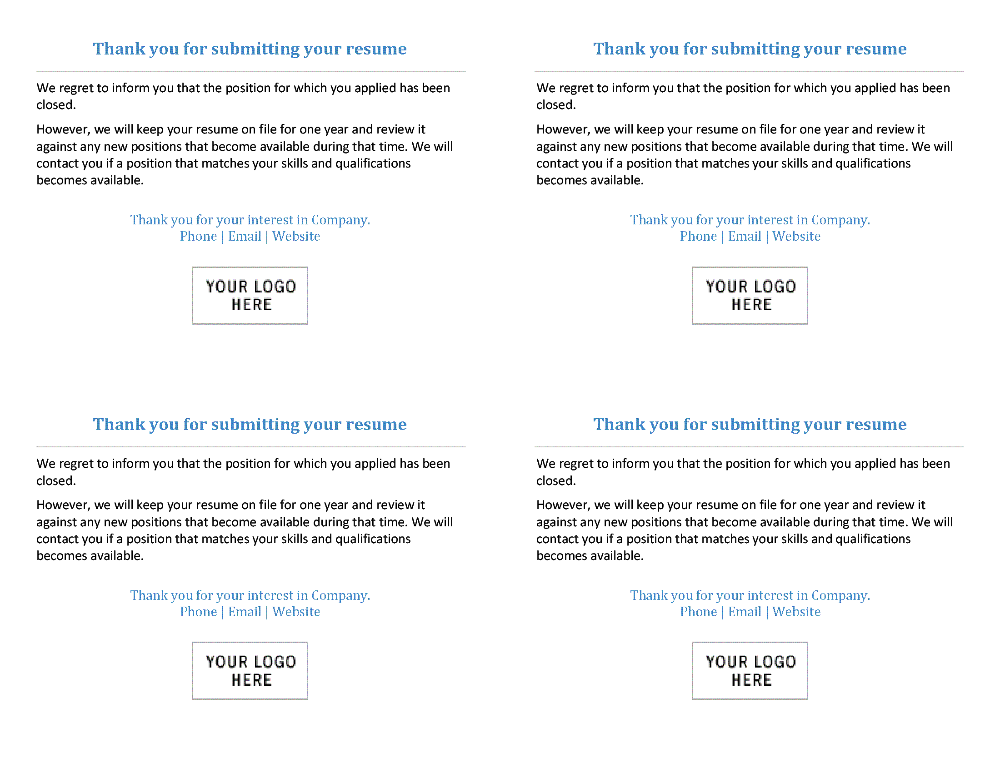 Thank you for submitting your resume
We regret to inform you that the position for which you applied has been
closed.
However, we will keep your resume on file for one year and review it
against any new positions that become available during that time. We will
contact you if a position that matches your skills and qualifications
becomes available.
Thank you for your interest in Company.
Phone | Email | Website
YOUR LOGO
HERE
Thank you for submitting your resume
We regret to inform you that the position for which you applied has been
closed.
However, we will keep your resume on file for one year and review it
against any new positions that become available during that time. We will
contact you if a position that matches your skills and qualifications
becomes available.
Thank you for your interest in Company.
Phone | Email | Website
YOUR LOGO
HERE
Thank you for submitting your resume
We regret to inform you that the position for which you applied has been
closed.
However, we will keep your resume on file for one year and review it
against any new positions that become available during that time. We will
contact you if a position that matches your skills and qualifications
becomes available.
Thank you for your interest in Company.
Phone | Email | Website
YOUR LOGO
HERE
Thank you for submitting your resume
We regret to inform you that the position for which you applied has been
closed.
However, we will keep your resume on file for one year and review it
against any new positions that become available during that time. We will
contact you if a position that matches your skills and qualifications
becomes available.
Thank you for your interest in Company.
Phone | Email | Website
YOUR LOGO
HERE